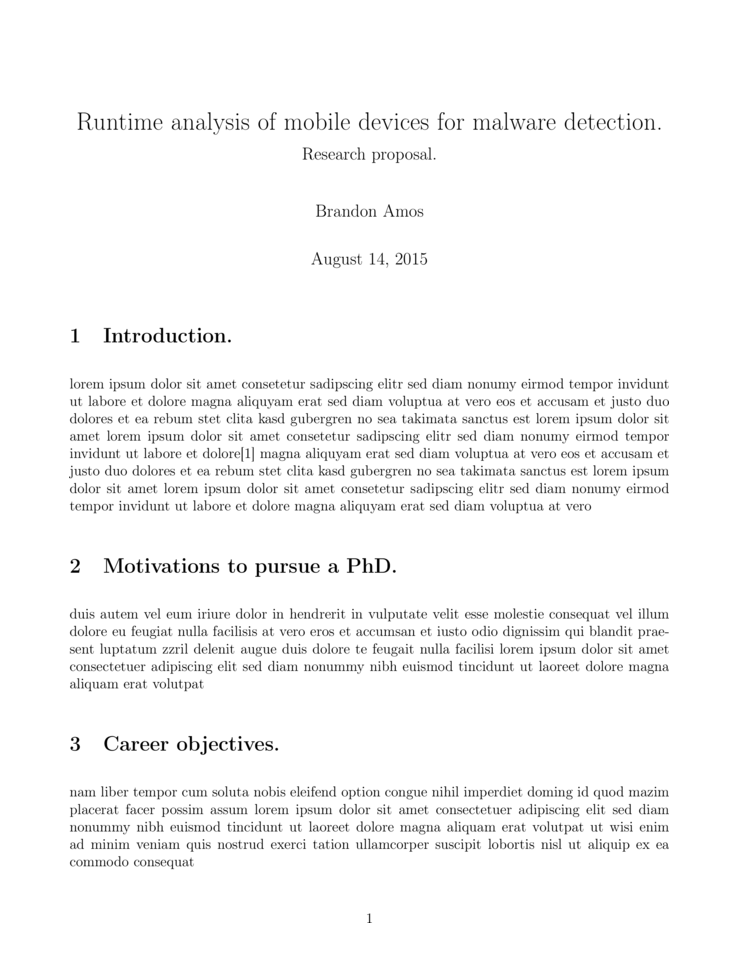 Runtime analysis of mobile devices for malware detection.
Research proposal.
Brandon Amos
August 14, 2015
1 Introduction.
lorem ipsum dolor sit amet consetetur sadipscing elitr sed diam nonumy eirmod tempor invidunt
ut labore et dolore magna aliquyam erat sed diam voluptua at vero eos et accusam et justo duo
dolores et ea rebum stet clita kasd gubergren no sea takimata sanctus est lorem ipsum dolor sit
amet lorem ipsum dolor sit amet consetetur sadipscing elitr sed diam nonumy eirmod tempor
invidunt ut labore et dolore[1] magna aliquyam erat sed diam voluptua at vero eos et accusam et
justo duo dolores et ea rebum stet clita kasd gubergren no sea takimata sanctus est lorem ipsum
dolor sit amet lorem ipsum dolor sit amet consetetur sadipscing elitr sed diam nonumy eirmod
tempor invidunt ut labore et dolore magna aliquyam erat sed diam voluptua at vero
2 Motivations to pursue a PhD.
duis autem vel eum iriure dolor in hendrerit in vulputate velit esse molestie consequat vel illum
dolore eu feugiat nulla facilisis at vero eros et accumsan et iusto odio dignissim qui blandit prae-
sent luptatum zzril delenit augue duis dolore te feugait nulla facilisi lorem ipsum dolor sit amet
consectetuer adipiscing elit sed diam nonummy nibh euismod tincidunt ut laoreet dolore magna
aliquam erat volutpat
3 Career objectives.
nam liber tempor cum soluta nobis eleifend option congue nihil imperdiet doming id quod mazim
placerat facer possim assum lorem ipsum dolor sit amet consectetuer adipiscing elit sed diam
nonummy nibh euismod tincidunt ut laoreet dolore magna aliquam erat volutpat ut wisi enim
ad minim veniam quis nostrud exerci tation ullamcorper suscipit lobortis nisl ut aliquip ex ea
commodo consequat
1